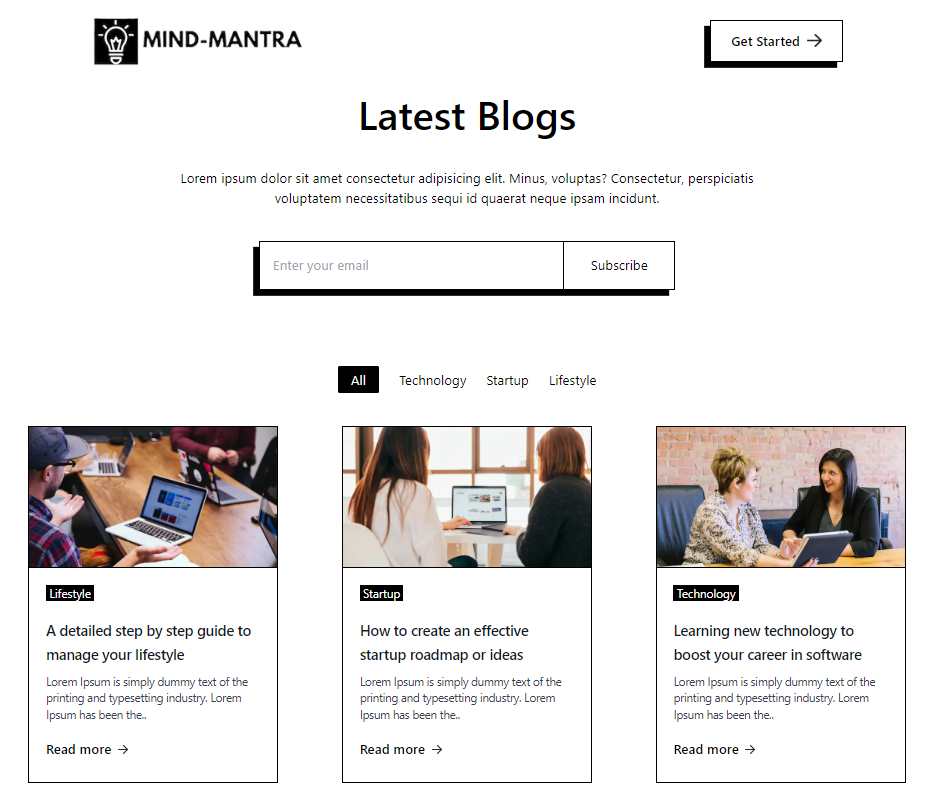 MIND-MANTRA
Get Started
Latest Blogs
Lorem ipsum dolor sit amet consectetur adipisicing elit. Minus, voluptas? Consectetur, perspiciatis
voluptatem necessitatibus sequi id quaerat neque ipsam incidunt.
Enter your email
Subscribe
All
Technology
Startup
Lifestyle
Lifestyle
A detailed step by step guide to
manage your lifestyle
Lorem Ipsum is simply dummy text of the
printing and typesetting industry. Lorem
Ipsum has been the..
Read more
Startup
How to create an effective
startup roadmap or ideas
Lorem Ipsum is simply dummy text of the
printing and typesetting industry. Lorem
Ipsum has been the..
Read more
Technology
Learning new technology to
boost your career in software
Lorem Ipsum is simply dummy text of the
printing and typesetting industry. Lorem
Ipsum has been the..
Read more